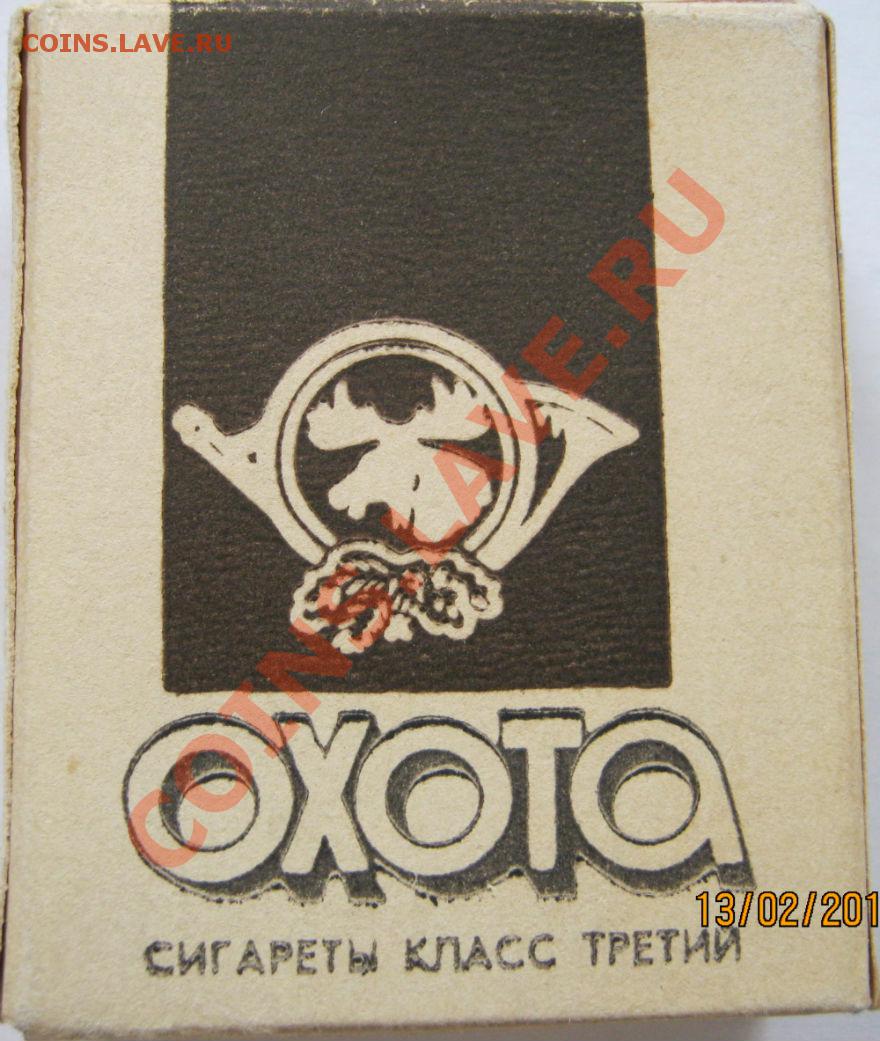 COINS.LAVE.RU
COINS.LAVE.RU
ОХОТА
13/02/201
СИГАРЕТЫ КЛАСС ТРЕТИЙ